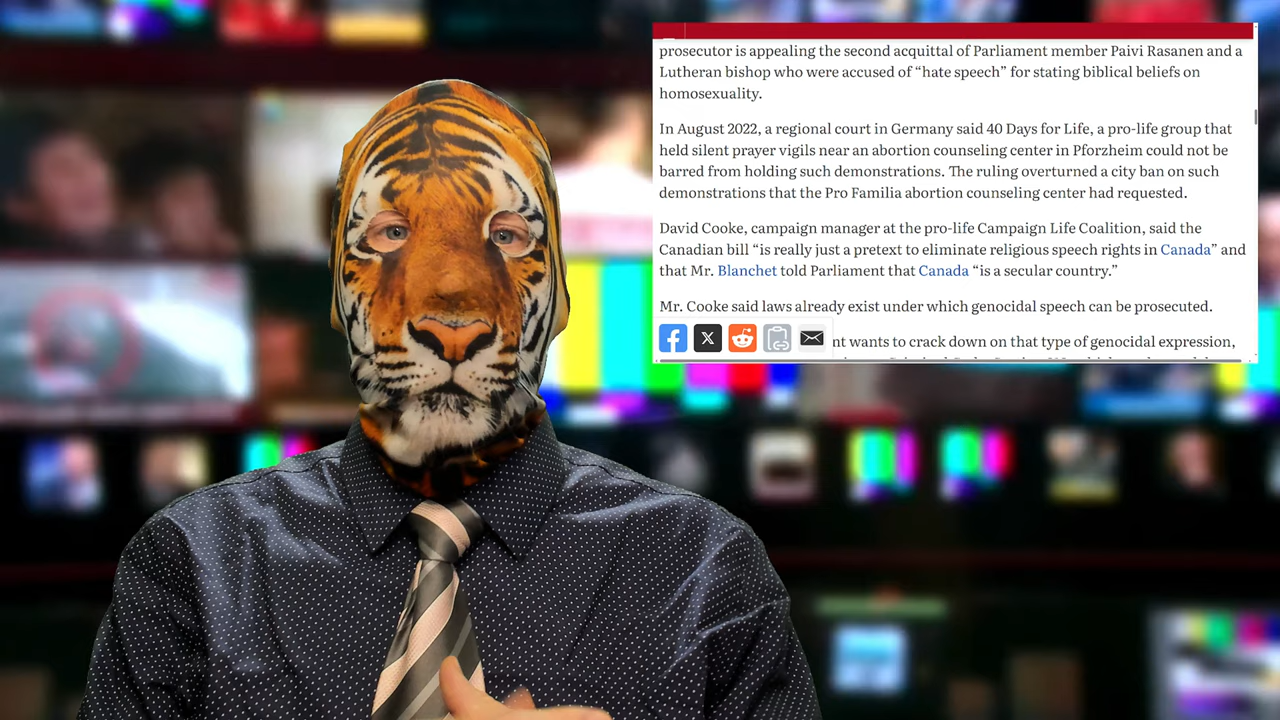 prosecutor is appealing the second acquittal of Parliament member Paivi Rasanen and a
Lutheran bishop who were accused of “hate speech” for stating biblical beliefs on
homosexuality.
In August 2022, a regional court in Germany said 40 Days for Life, a pro-life group that
held silent prayer vigils near an abortion counseling center in Pforzheim could not be
barred from holding such demonstrations. The ruling overturned a city ban on such
demonstrations that the Pro Familia abortion counseling center had requested.
David Cooke, campaign manager at the pro-life Campaign Life Coalition, said the
Canadian bill “is really just a pretext to eliminate religious speech rights in Canada” and
that Mr. Blanchet told Parliament that Canada “is a secular country.”
Mr. Cooke said laws already exist under which genocidal speech can be prosecuted.
nt wants to crack down on that type of genocidal expression,